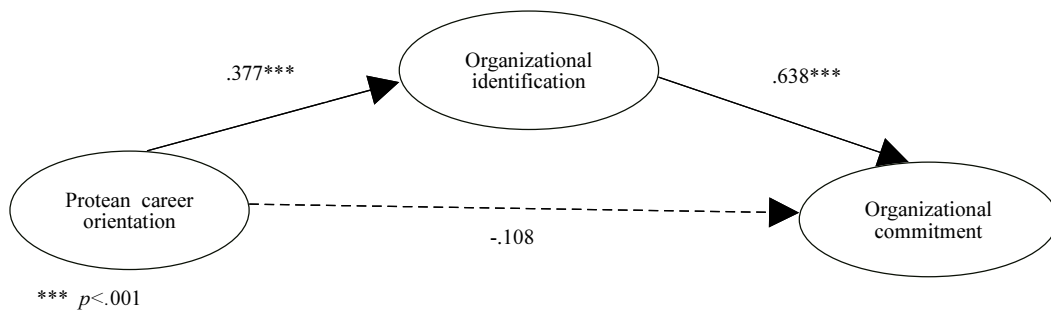 Organizational
identification
.377***
.638***
Protean career
orientation
Organizational
commitment
-.108
*** p<.001